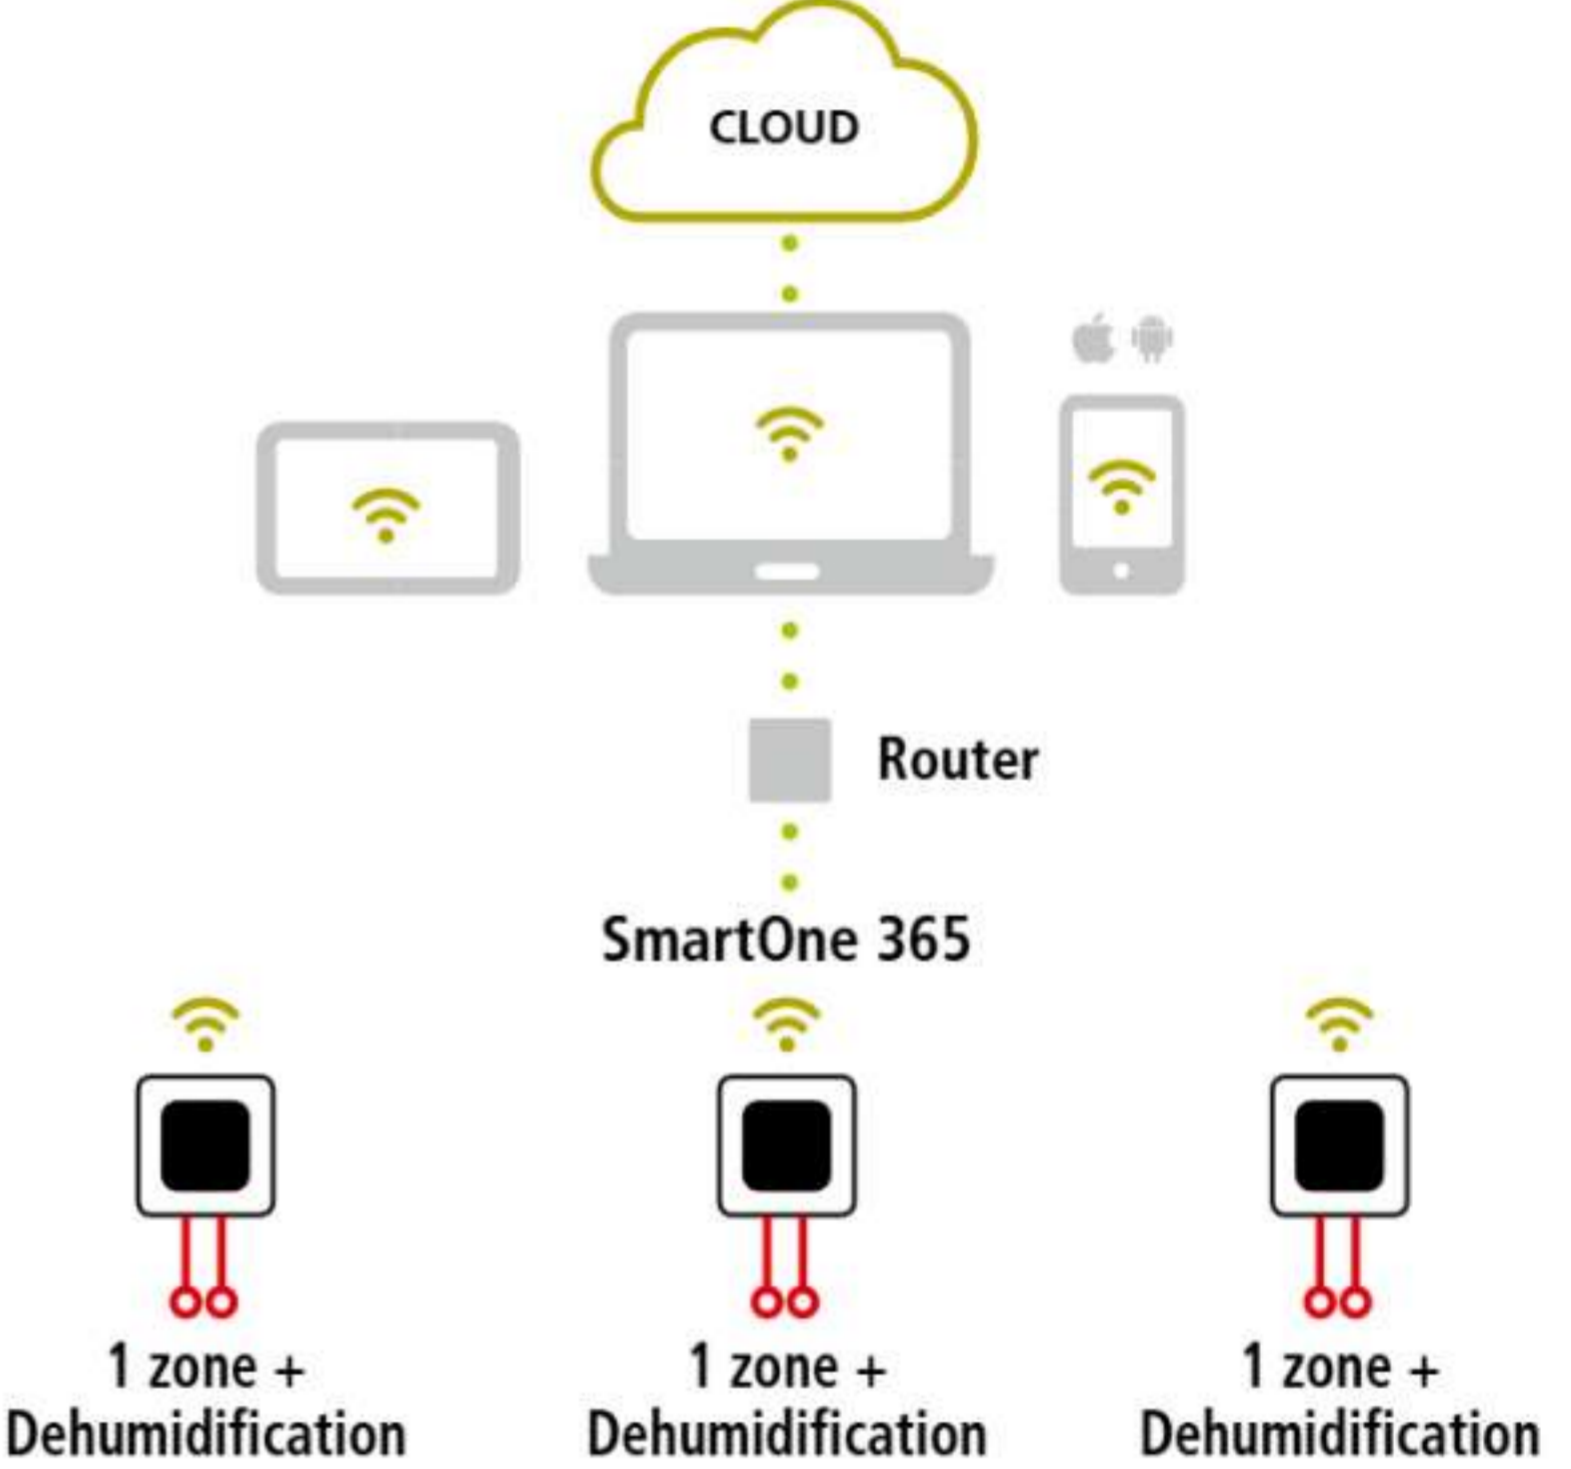 CLOUD
Router
SmartOne 365
1 zone +
Dehumidification
1 zone +
Dehumidification
1 zone +
Dehumidification